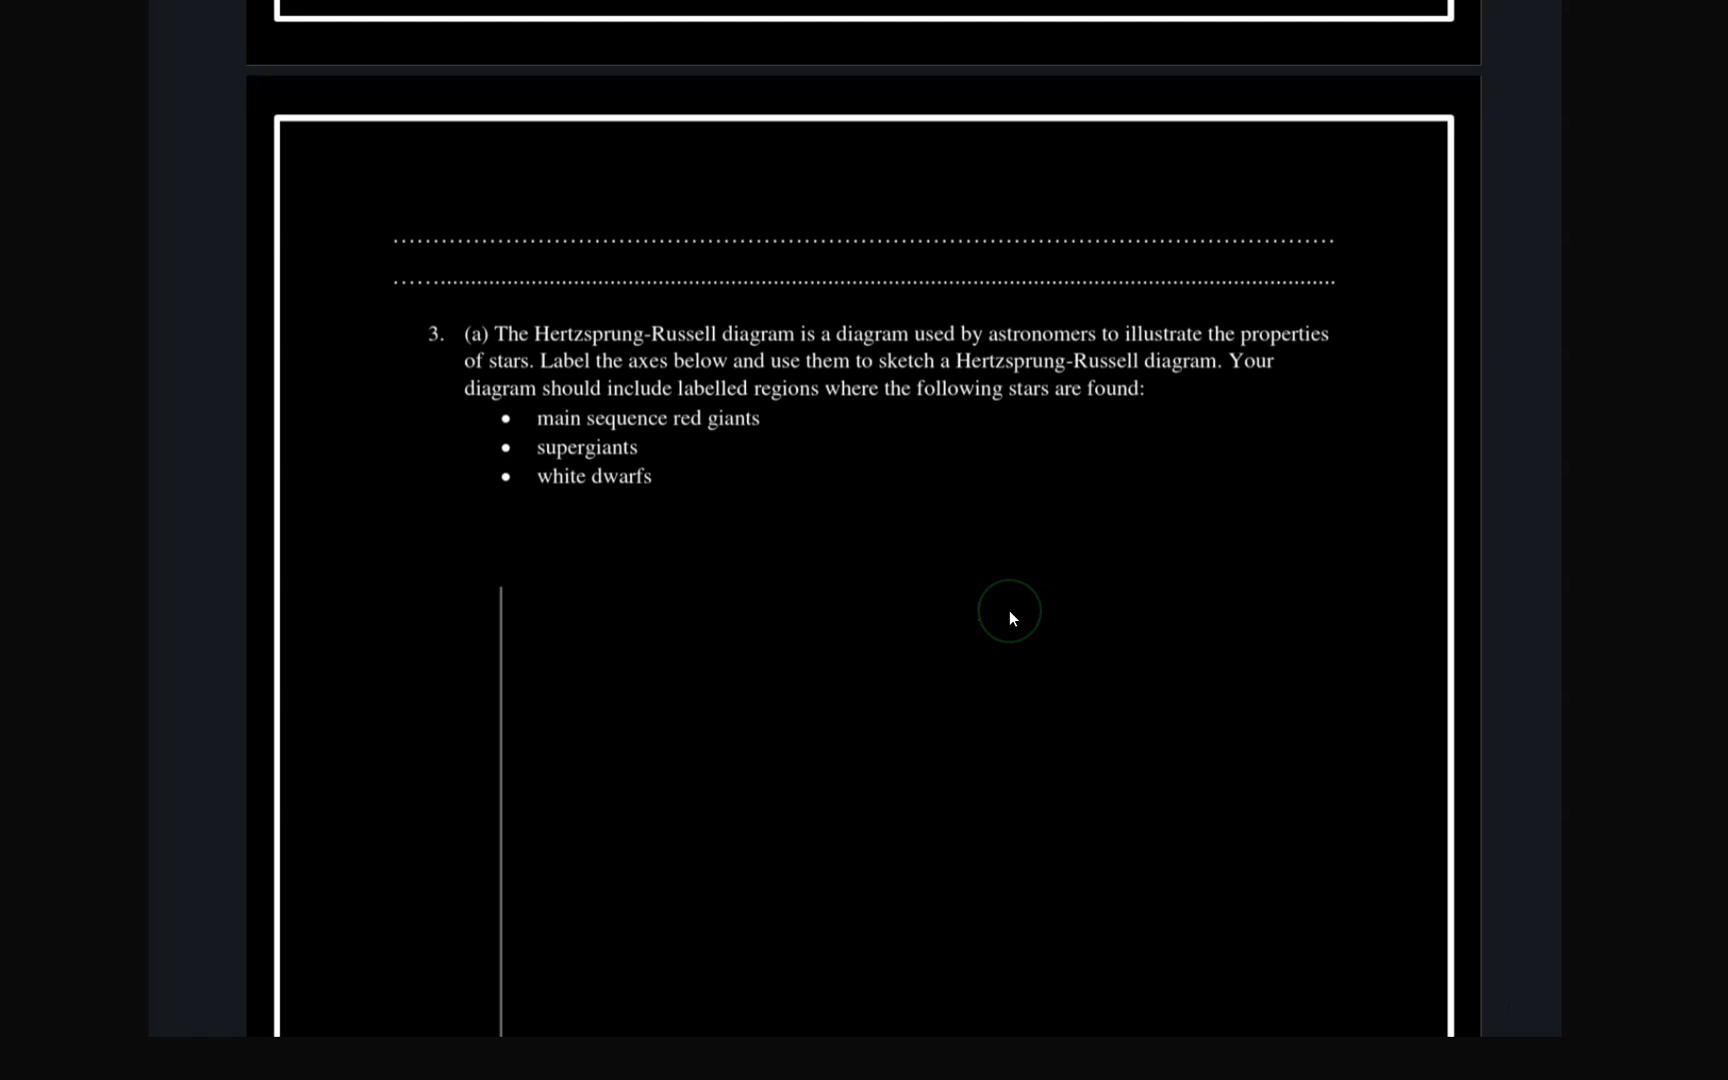 3. (a) The Hertzsprung-Russell diagram is a diagram used by astronomers to illustrate the properties
of stars. Label the axes below and use them to sketch a Hertzsprung-Russell diagram. Your
diagram should include labelled regions where the following stars are found:
• main sequence red giants
• supergiants
• white dwarfs